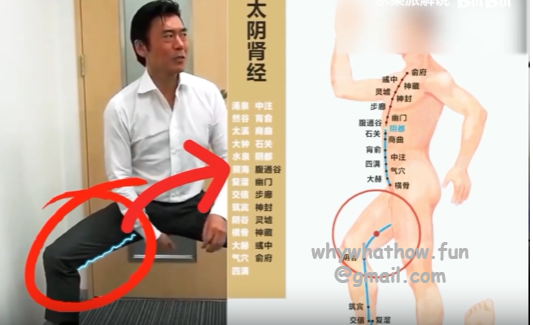 太阴肾经
涌泉 中注
然谷 肓俞
太溪 商曲
大钟 石关
水泉 阴都
照海 腹通谷
复溜 幽门
交信 步廊
筑宾 神封
阴谷 灵墟
横骨 神藏
大赫 彧中
气穴 俞府
四满
俞府
彧中
神藏
灵墟
神封
步廊
幽门
腹通谷
阴都
石关
商曲
肓俞
中注
四满
气穴
大赫
横骨
whywhathow.fun
@gmail.com
筑宾
交信
复溜